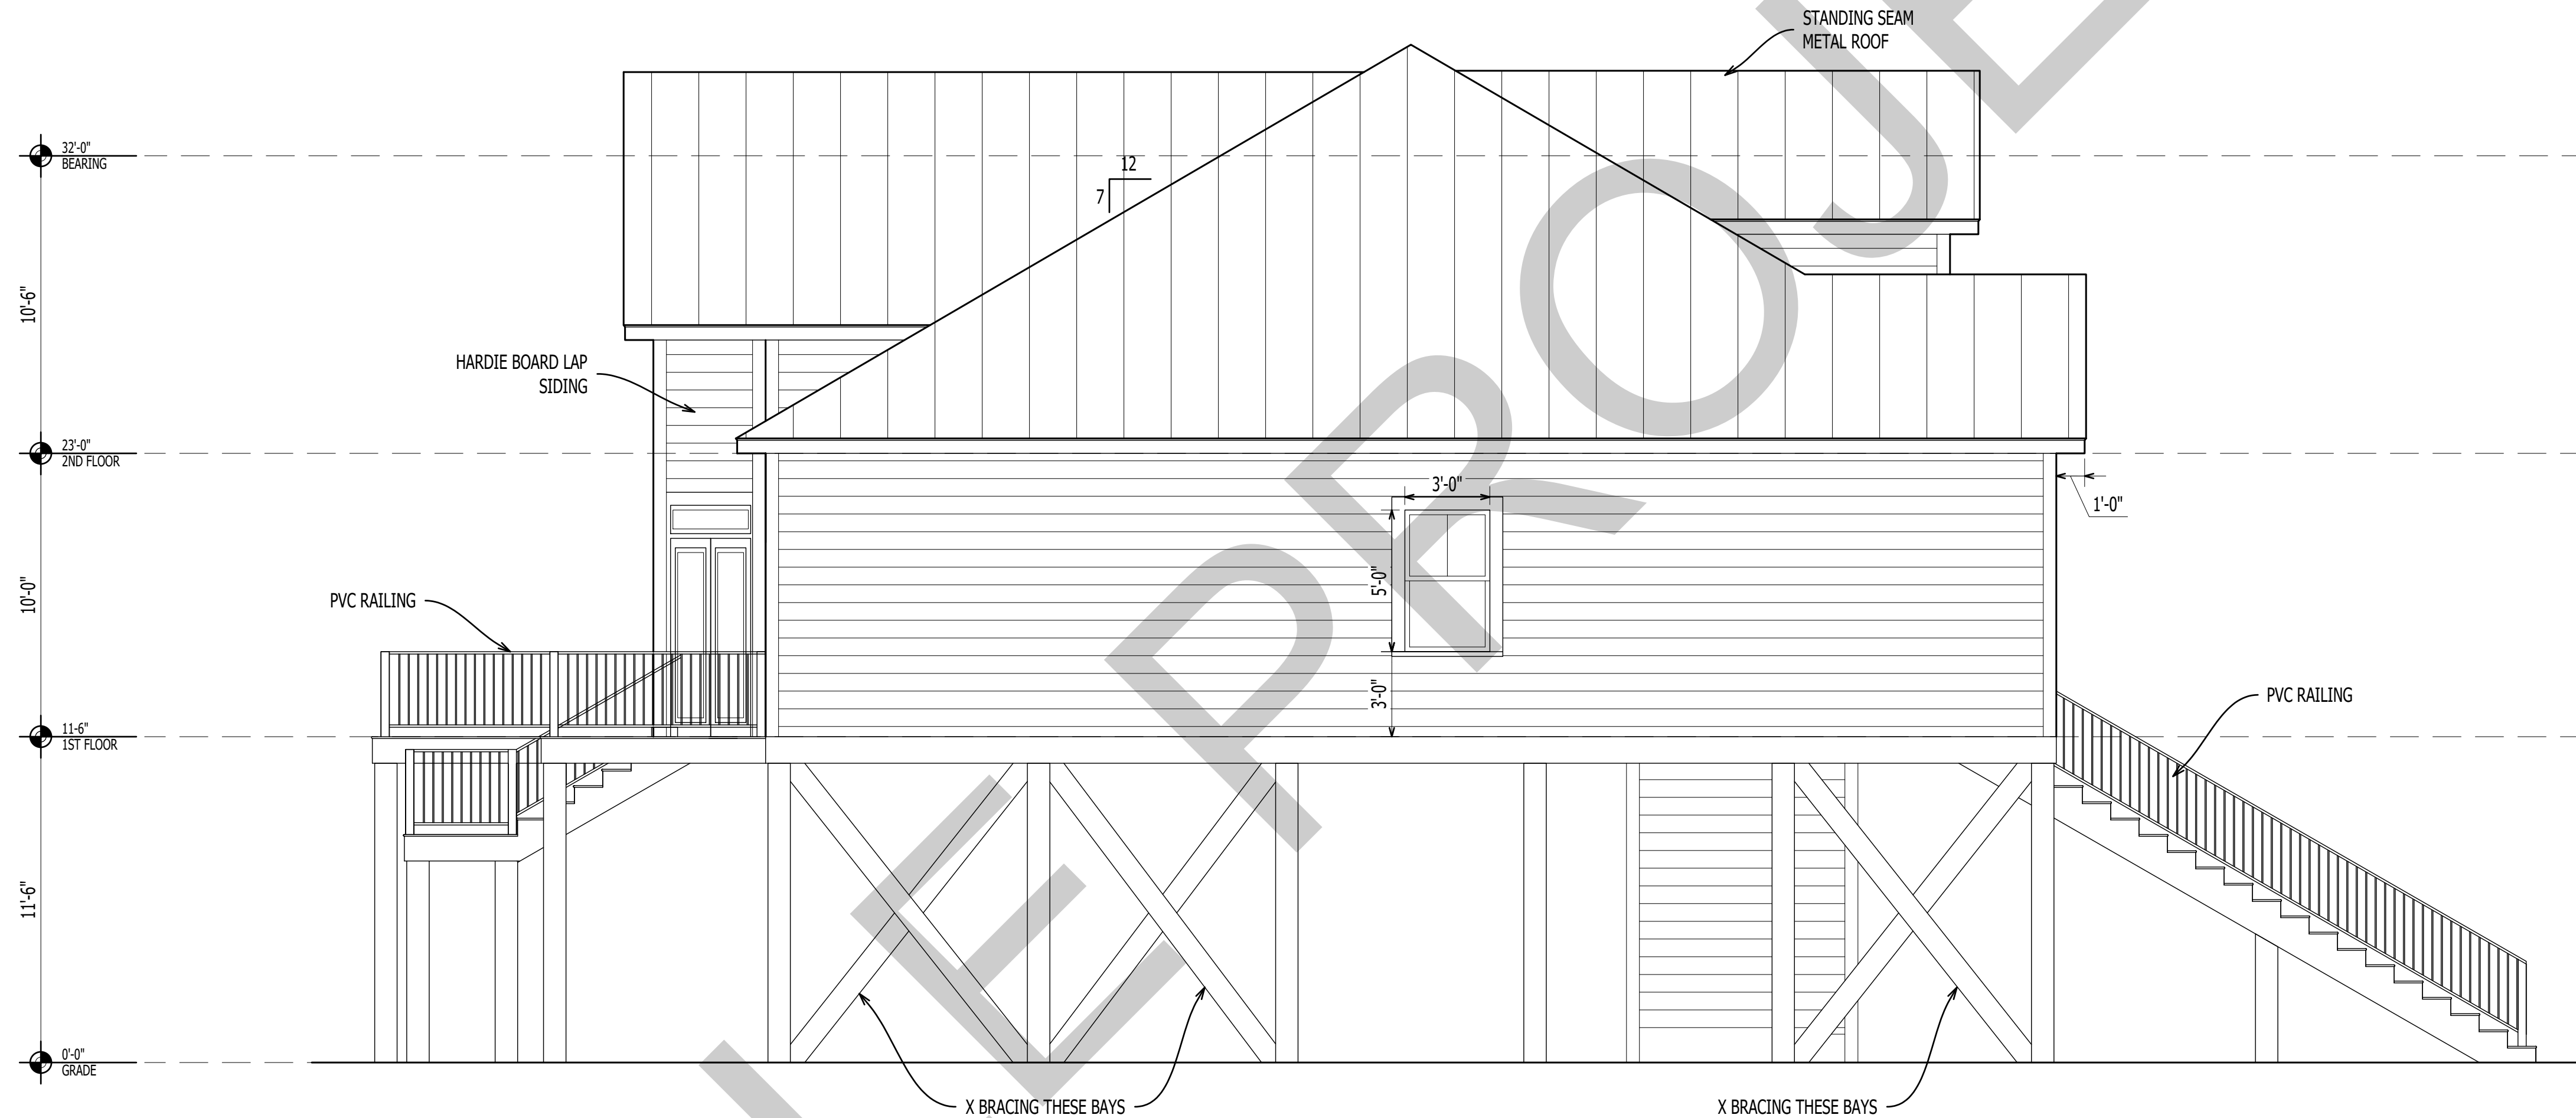 STANDING SEAM
METAL ROOF
32'-0"
BEARING
12
7
10'-6"
HARDIE BOARD LAP
SIDING
23'-0"
2ND FLOOR
3'-0"
1'-0"
5'-0"
10'-0"
PVC RAILING
3'-0"
PVC RAILING
11-6"
1ST FLOOR
11'-6"
0'-0"
GRADE
X BRACING THESE BAYS
X BRACING THESE BAYS
E PROJE